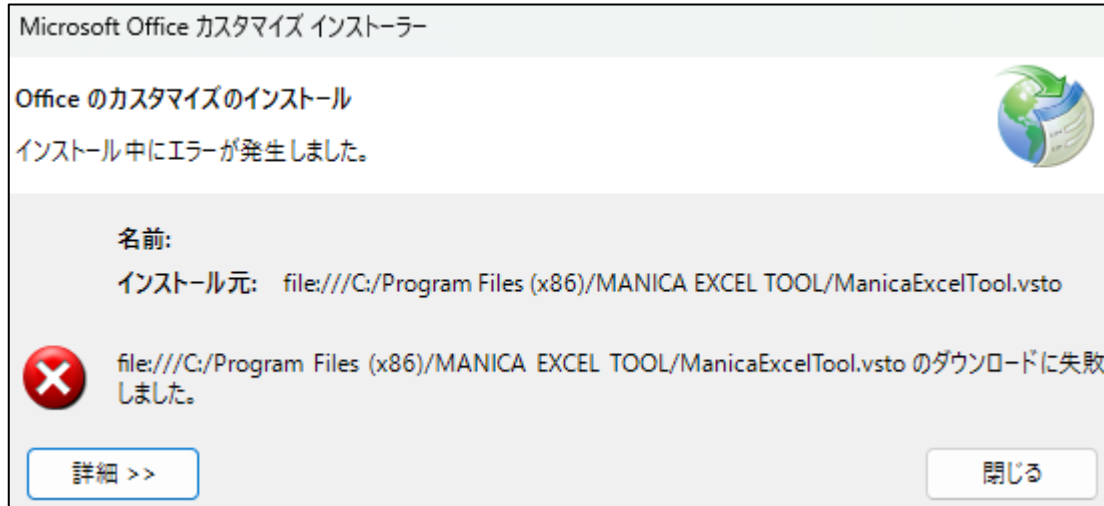 Microsoft Office カスタマイズ インストーラー
Office のカスタマイズのインストール
インストール中にエラーが発生しました。
名前:
インストール元: file:///C:/Program Files (x86)/MANICA EXCEL TOOL/ManicaExcelTool.vsto
file:///C:/Program Files (x86)/MANICA EXCEL TOOL/ManicaExcelTool.vsto のダウンロードに失敗
しました。
詳細 >>
閉じる